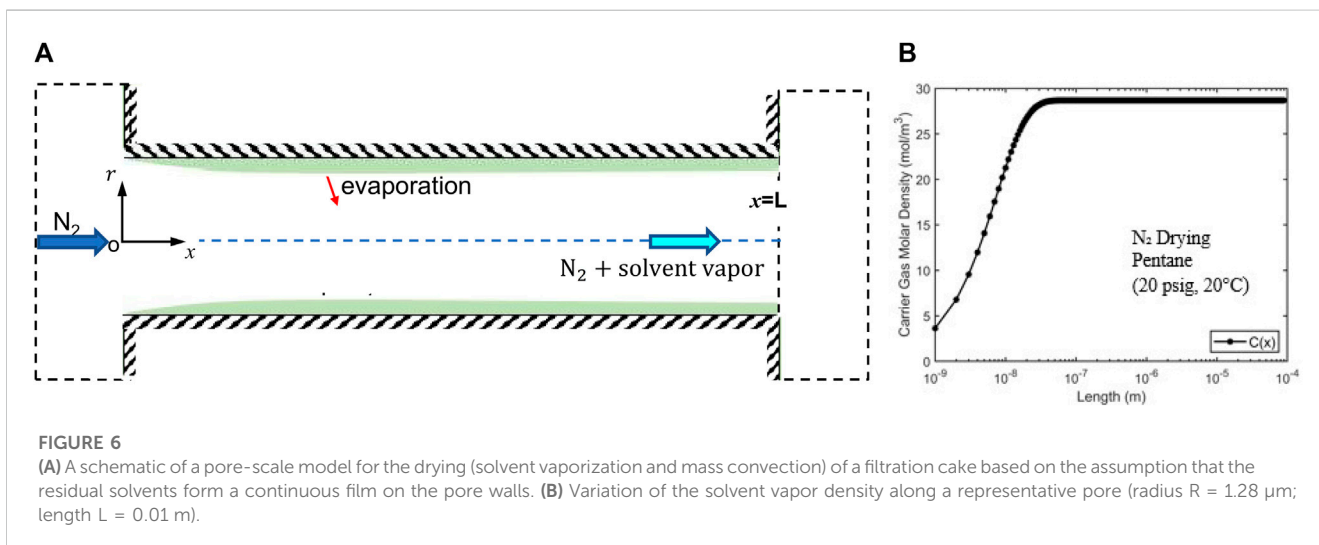 A
r
evaporation
x=L
N₂
o
x
N₂ + solvent vapor
B
30
25
20
15
10
5
0
Carrier Gas Molar Density (mol/m³)
N₂ Drying
Pentane
(20 psig, 20°C)
C(x)
10⁻⁹ 10⁻⁸ 10⁻⁷ 10⁻⁶ 10⁻⁵ 10⁻⁴
Length (m)
FIGURE 6
(A) A schematic of a pore-scale model for the drying (solvent vaporization and mass convection) of a filtration cake based on the assumption that the
residual solvents form a continuous film on the pore walls. (B) Variation of the solvent vapor density along a representative pore (radius R = 1.28 μm;
length L = 0.01 m).